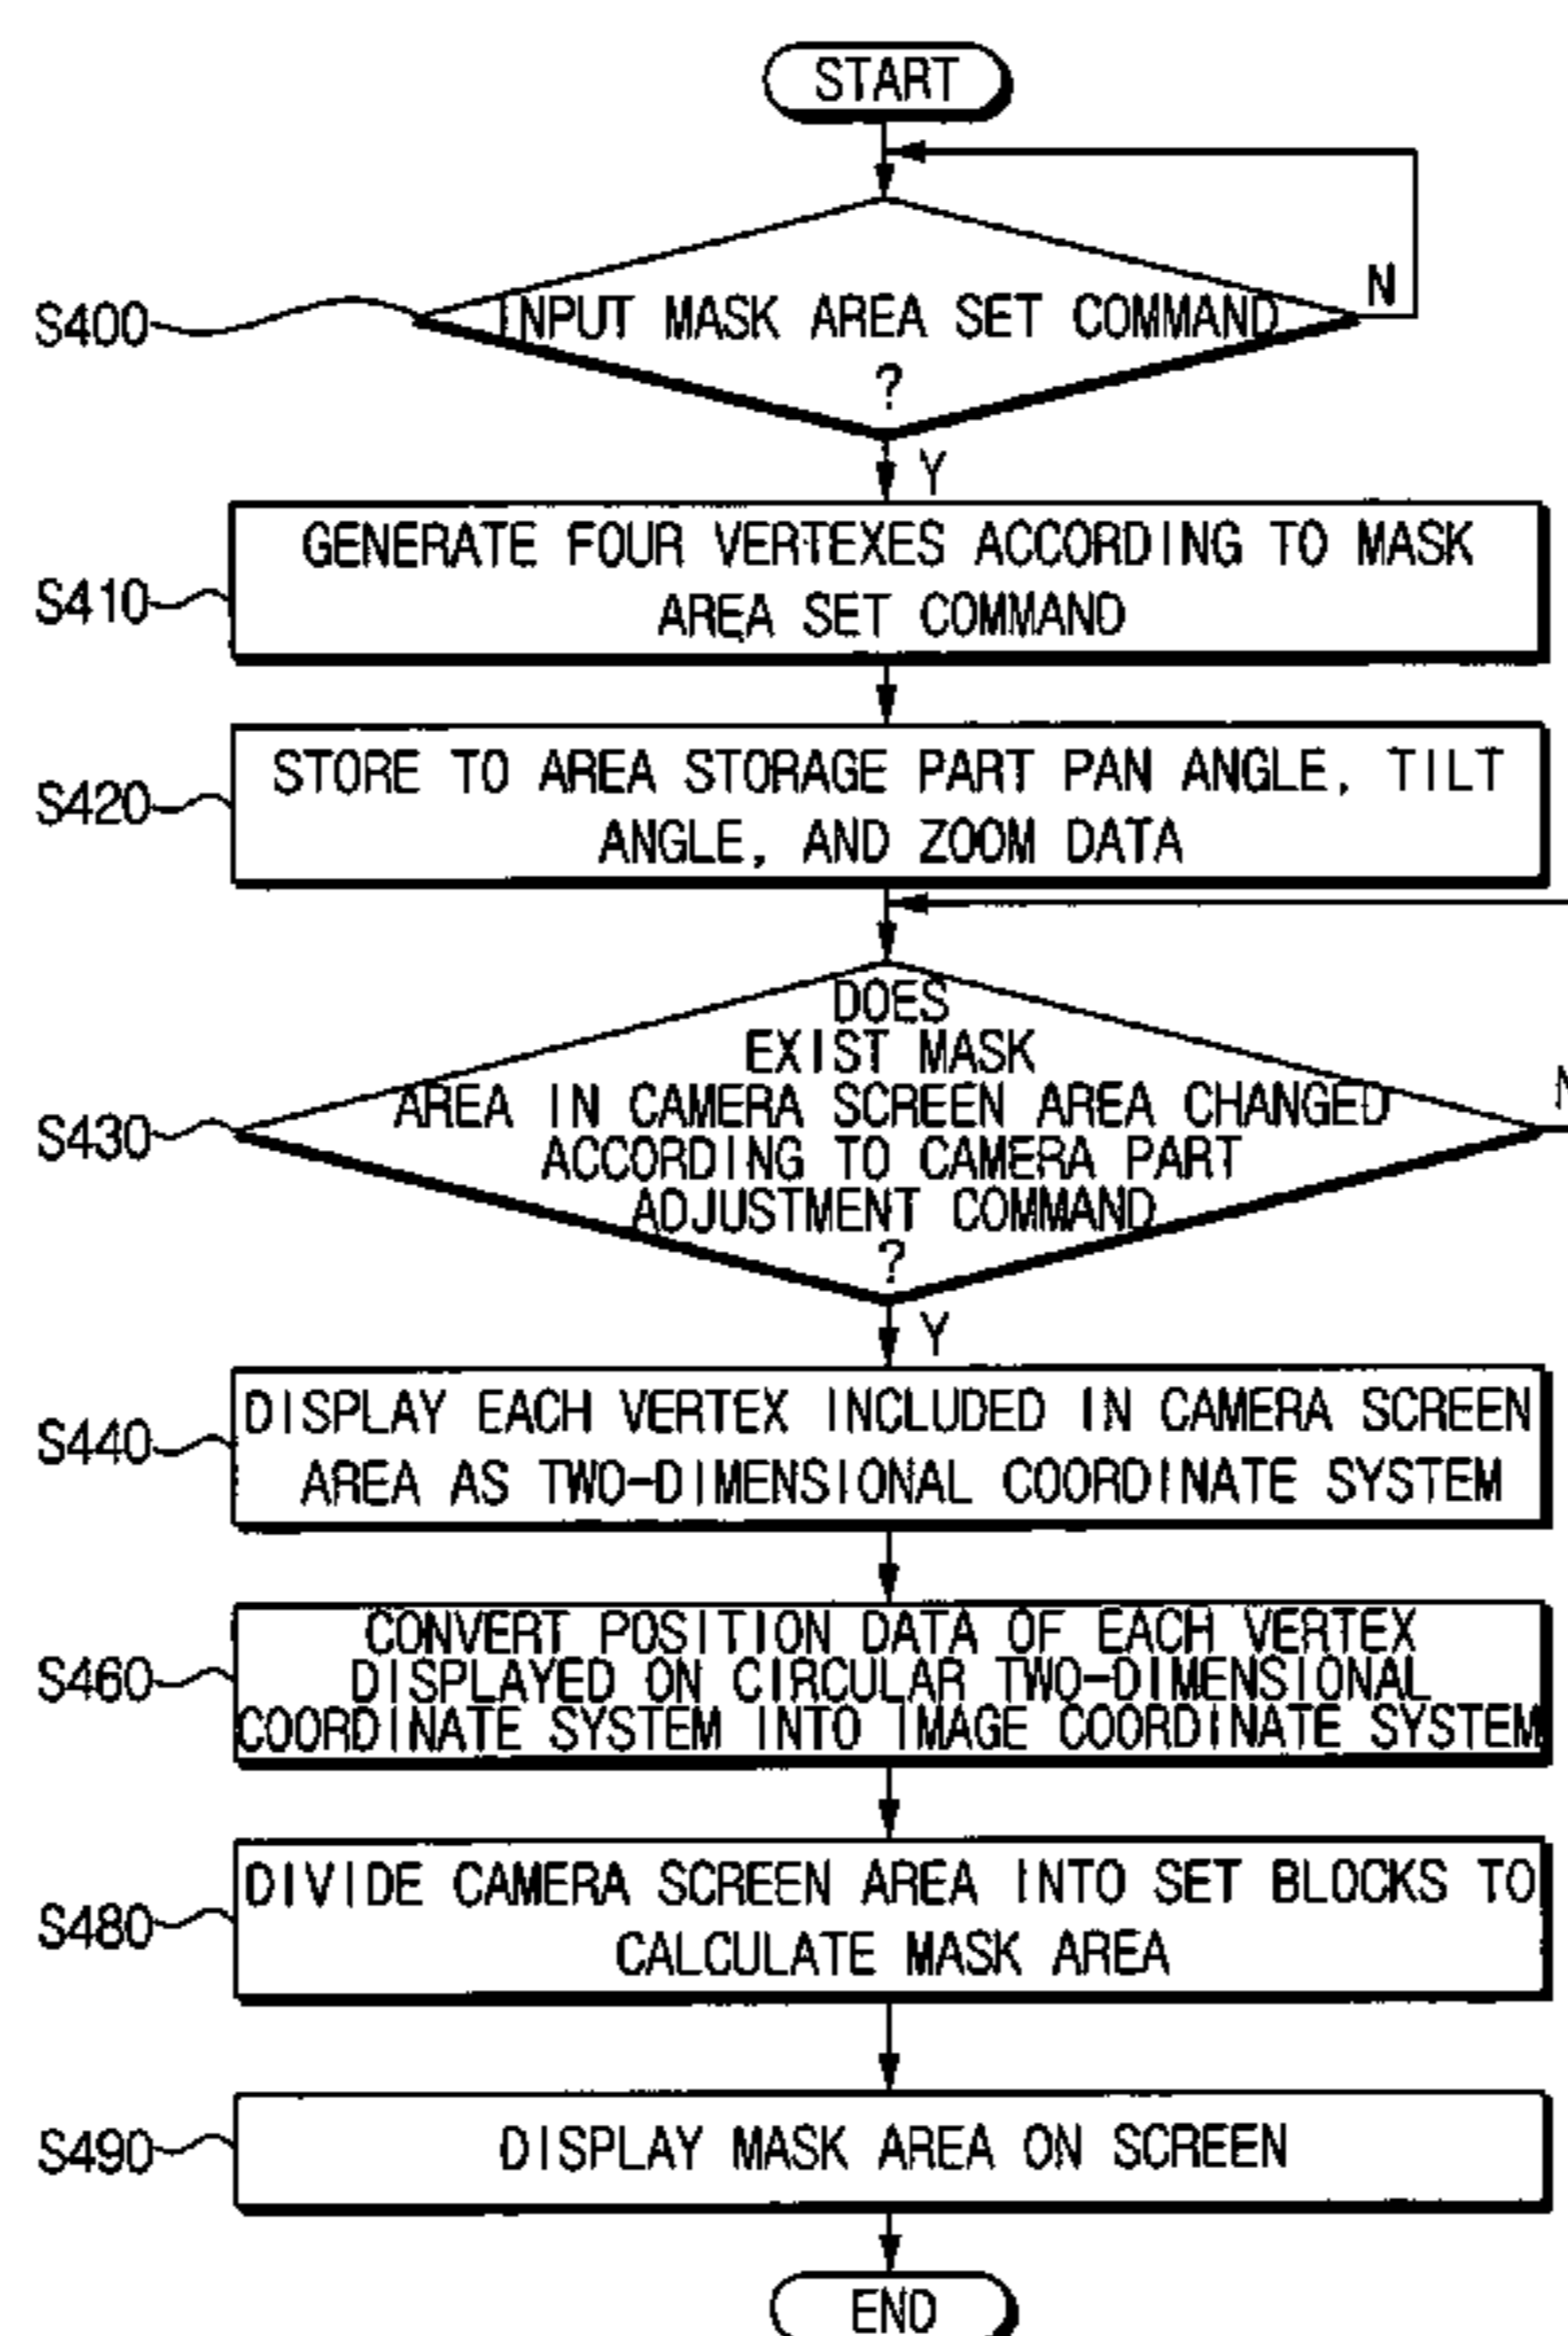 START
INPUT MASK AREA SET COMMAND
?
N
S400
Y
GENERATE FOUR VERTEXES ACCORDING TO MASK
AREA SET COMMAND
S410
STORE TO AREA STORAGE PART PAN ANGLE, TILT
ANGLE, AND ZOOM DATA
S420
DOES
EXIST MASK
AREA IN CAMERA SCREEN AREA CHANGED
ACCORDING TO CAMERA PART
ADJUSTMENT COMMAND
?
N
S430
Y
DISPLAY EACH VERTEX INCLUDED IN CAMERA SCREEN
AREA AS TWO-DIMENSIONAL COORDINATE SYSTEM
S440
CONVERT POSITION DATA OF EACH VERTEX
DISPLAYED ON CIRCULAR TWO-DIMENSIONAL
COORDINATE SYSTEM INTO IMAGE COORDINATE SYSTEM
S460
DIVIDE CAMERA SCREEN AREA INTO SET BLOCKS TO
CALCULATE MASK AREA
S480
DISPLAY MASK AREA ON SCREEN
S490
END